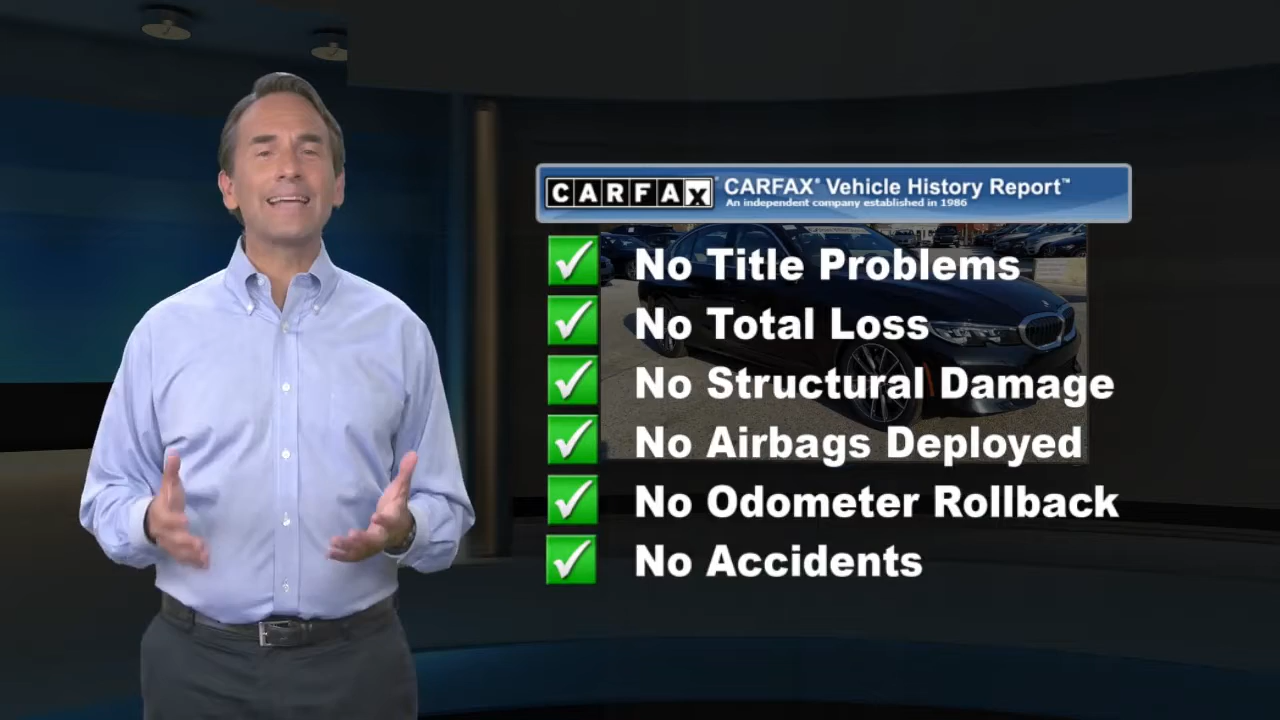 CARFAX CARFAX® Vehicle History Report™
An independent company established in 1986
No Title Problems
No Total Loss
No Structural Damage
No Airbags Deployed
No Odometer Rollback
No Accidents